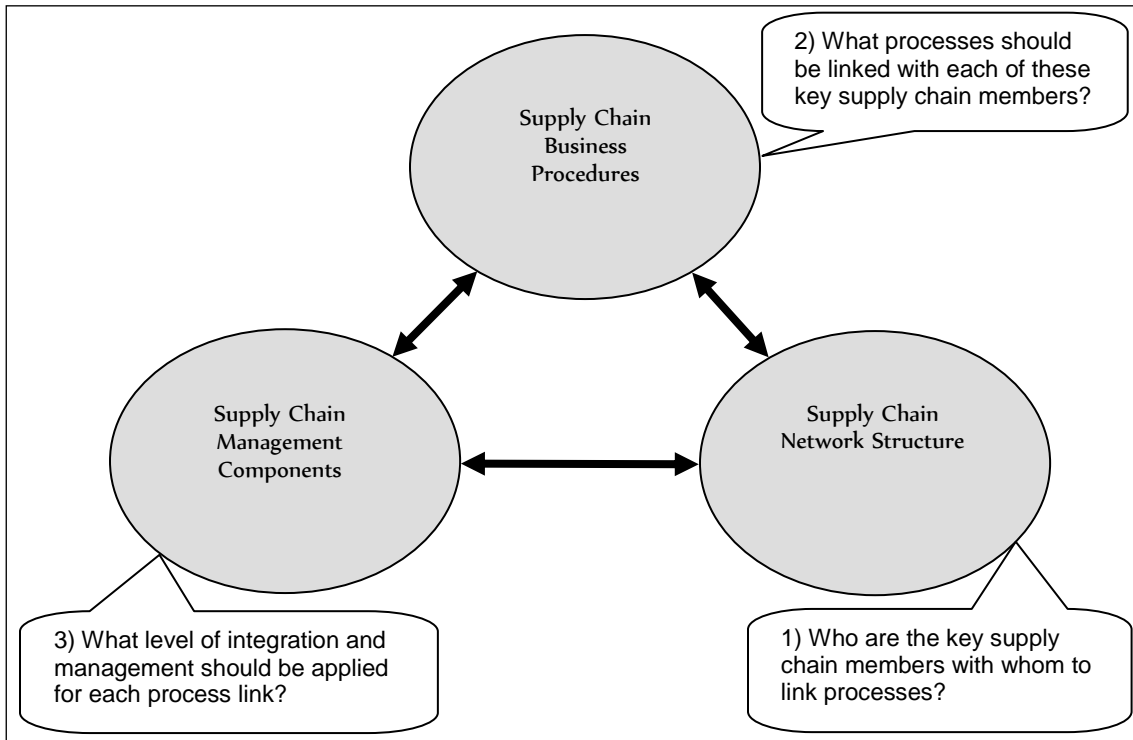 2) What processes should
be linked with each of these
key supply chain members?
Supply Chain
Business
Procedures
Supply Chain
Management
Components
Supply Chain
Network Structure
3) What level of integration and
management should be applied
for each process link?
1) Who are the key supply
chain members with whom to
link processes?